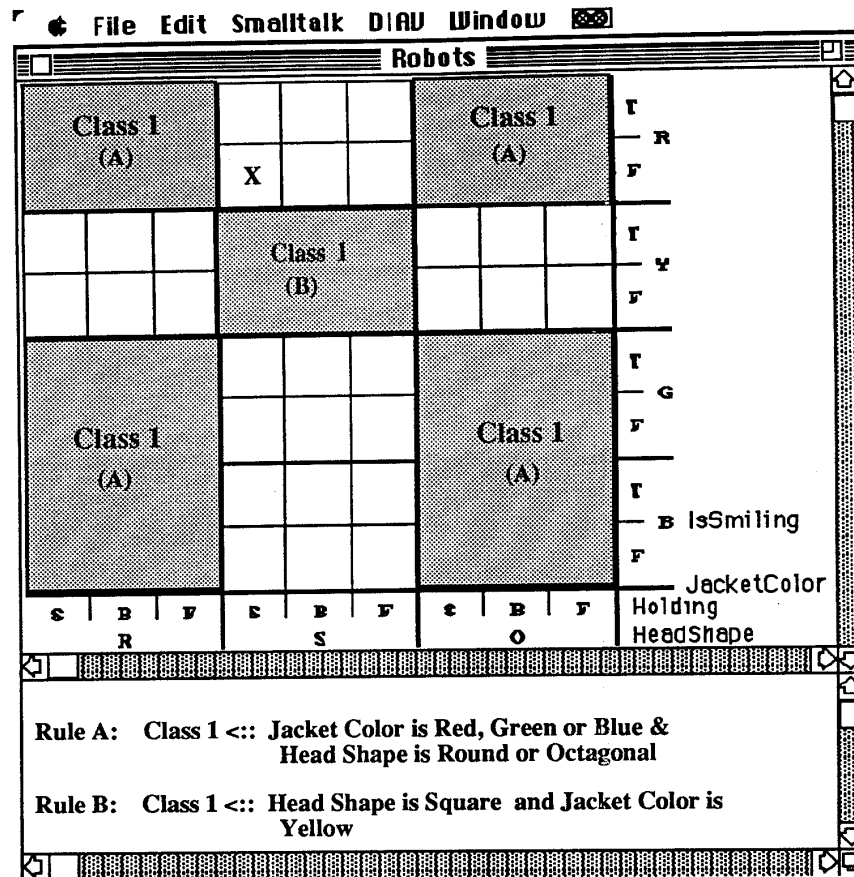 File Edit Smalltalk DIAV Window
Robots
Class 1
(A)
Class 1
(A)
T
R
X
F
Class 1
(B)
T
Y
F
Class 1
(A)
Class 1
(A)
T
G
F
T
B IsSmiling
F
JacketColor
S B F S B F S B F Holding
R S O HeadShape
Rule A: Class 1 <:: Jacket Color is Red, Green or Blue &
Head Shape is Round or Octagonal
Rule B: Class 1 <:: Head Shape is Square and Jacket Color is
Yellow